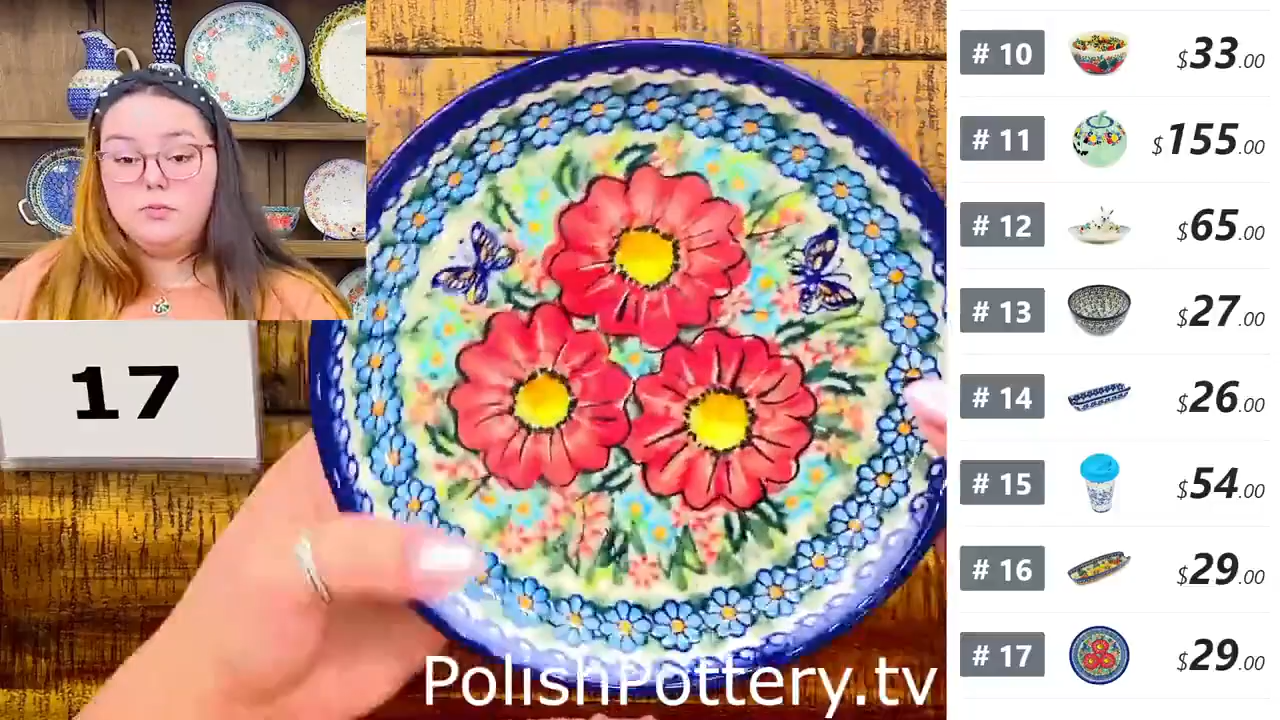 17
PolishPottery.tv
# 10 $33.00
# 11 $155.00
# 12 $65.00
# 13 $27.00
# 14 $26.00
# 15 $54.00
# 16 $29.00
# 17 $29.00